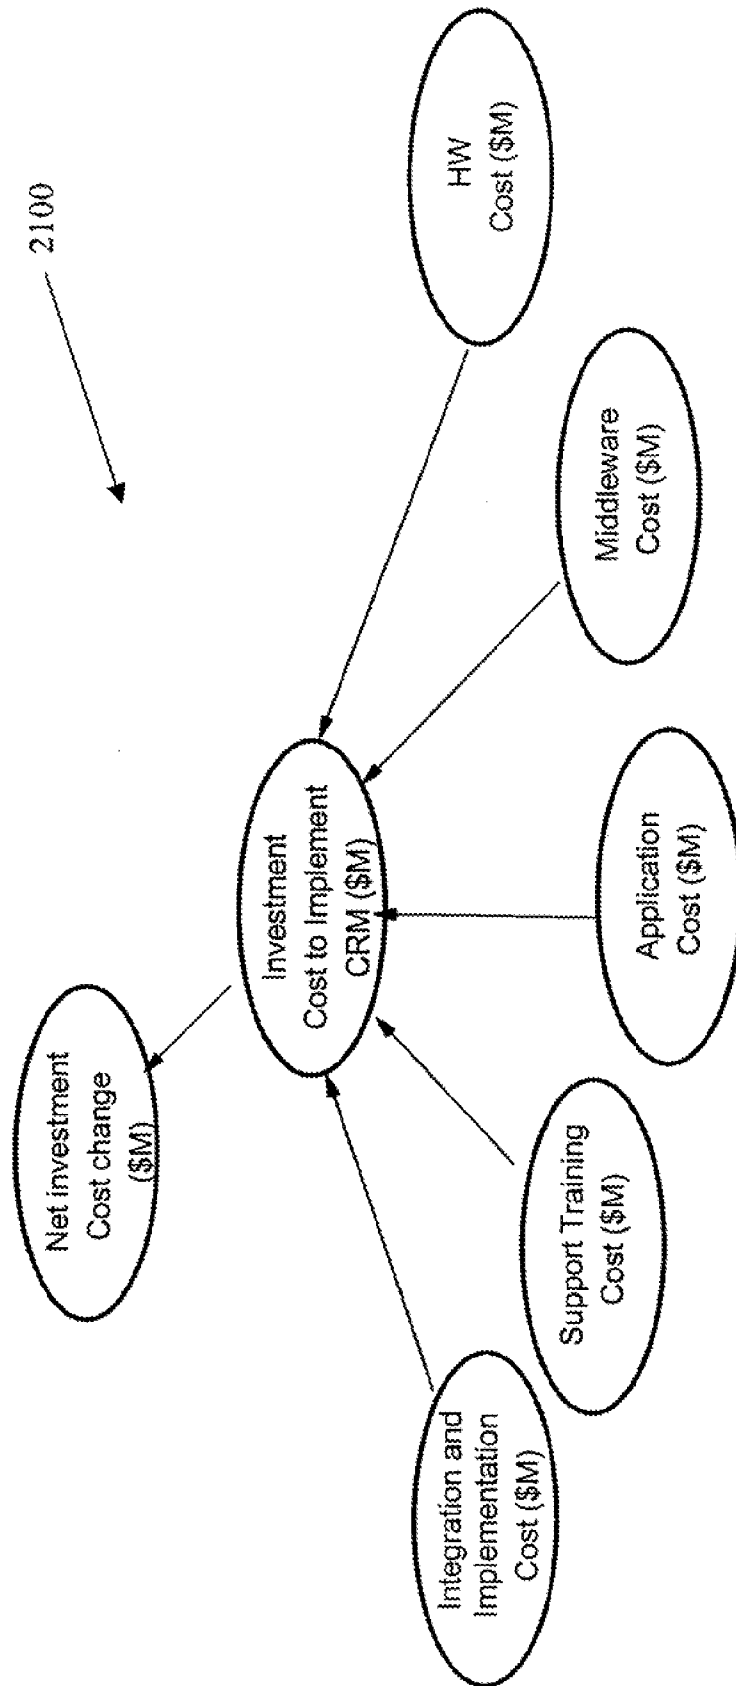 2100
Net investment
Cost change
($M)
Investment
Cost to Implement
CRM ($M)
Integration and
Implementation
Cost ($M)
Support Training
Cost ($M)
Application
Cost ($M)
Middleware
Cost ($M)
HW
Cost ($M)